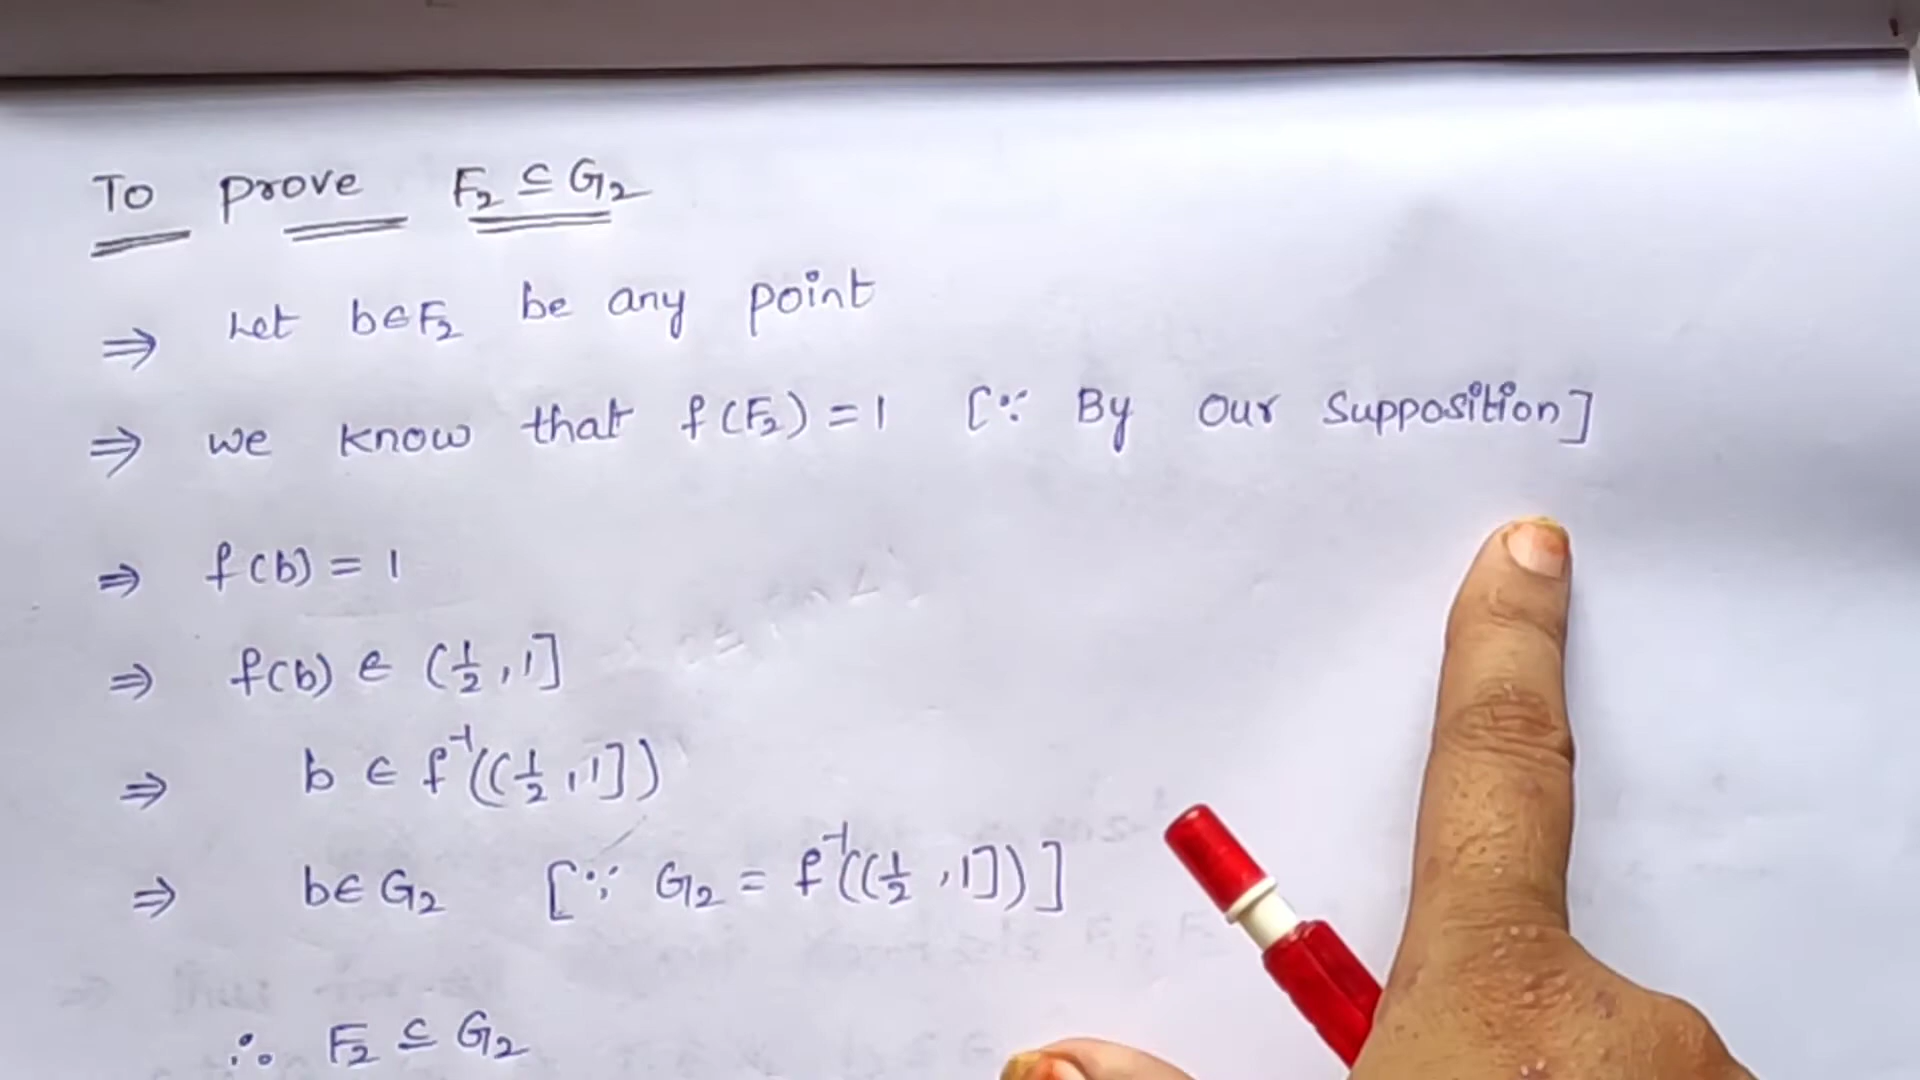 To prove F₂ ⊆ G₂
⇒ Let b∈F₂ be any point
⇒ we know that f(F₂) = 1 [∵ By our Supposition]
⇒ f(b) = 1
⇒ f(b) ∈ (1/2, 1]
⇒ b ∈ f⁻¹((1/2, 1])
⇒ b∈ G₂ [∵ G₂ = f⁻¹((1/2, 1])]
∴ F₂ ⊆ G₂